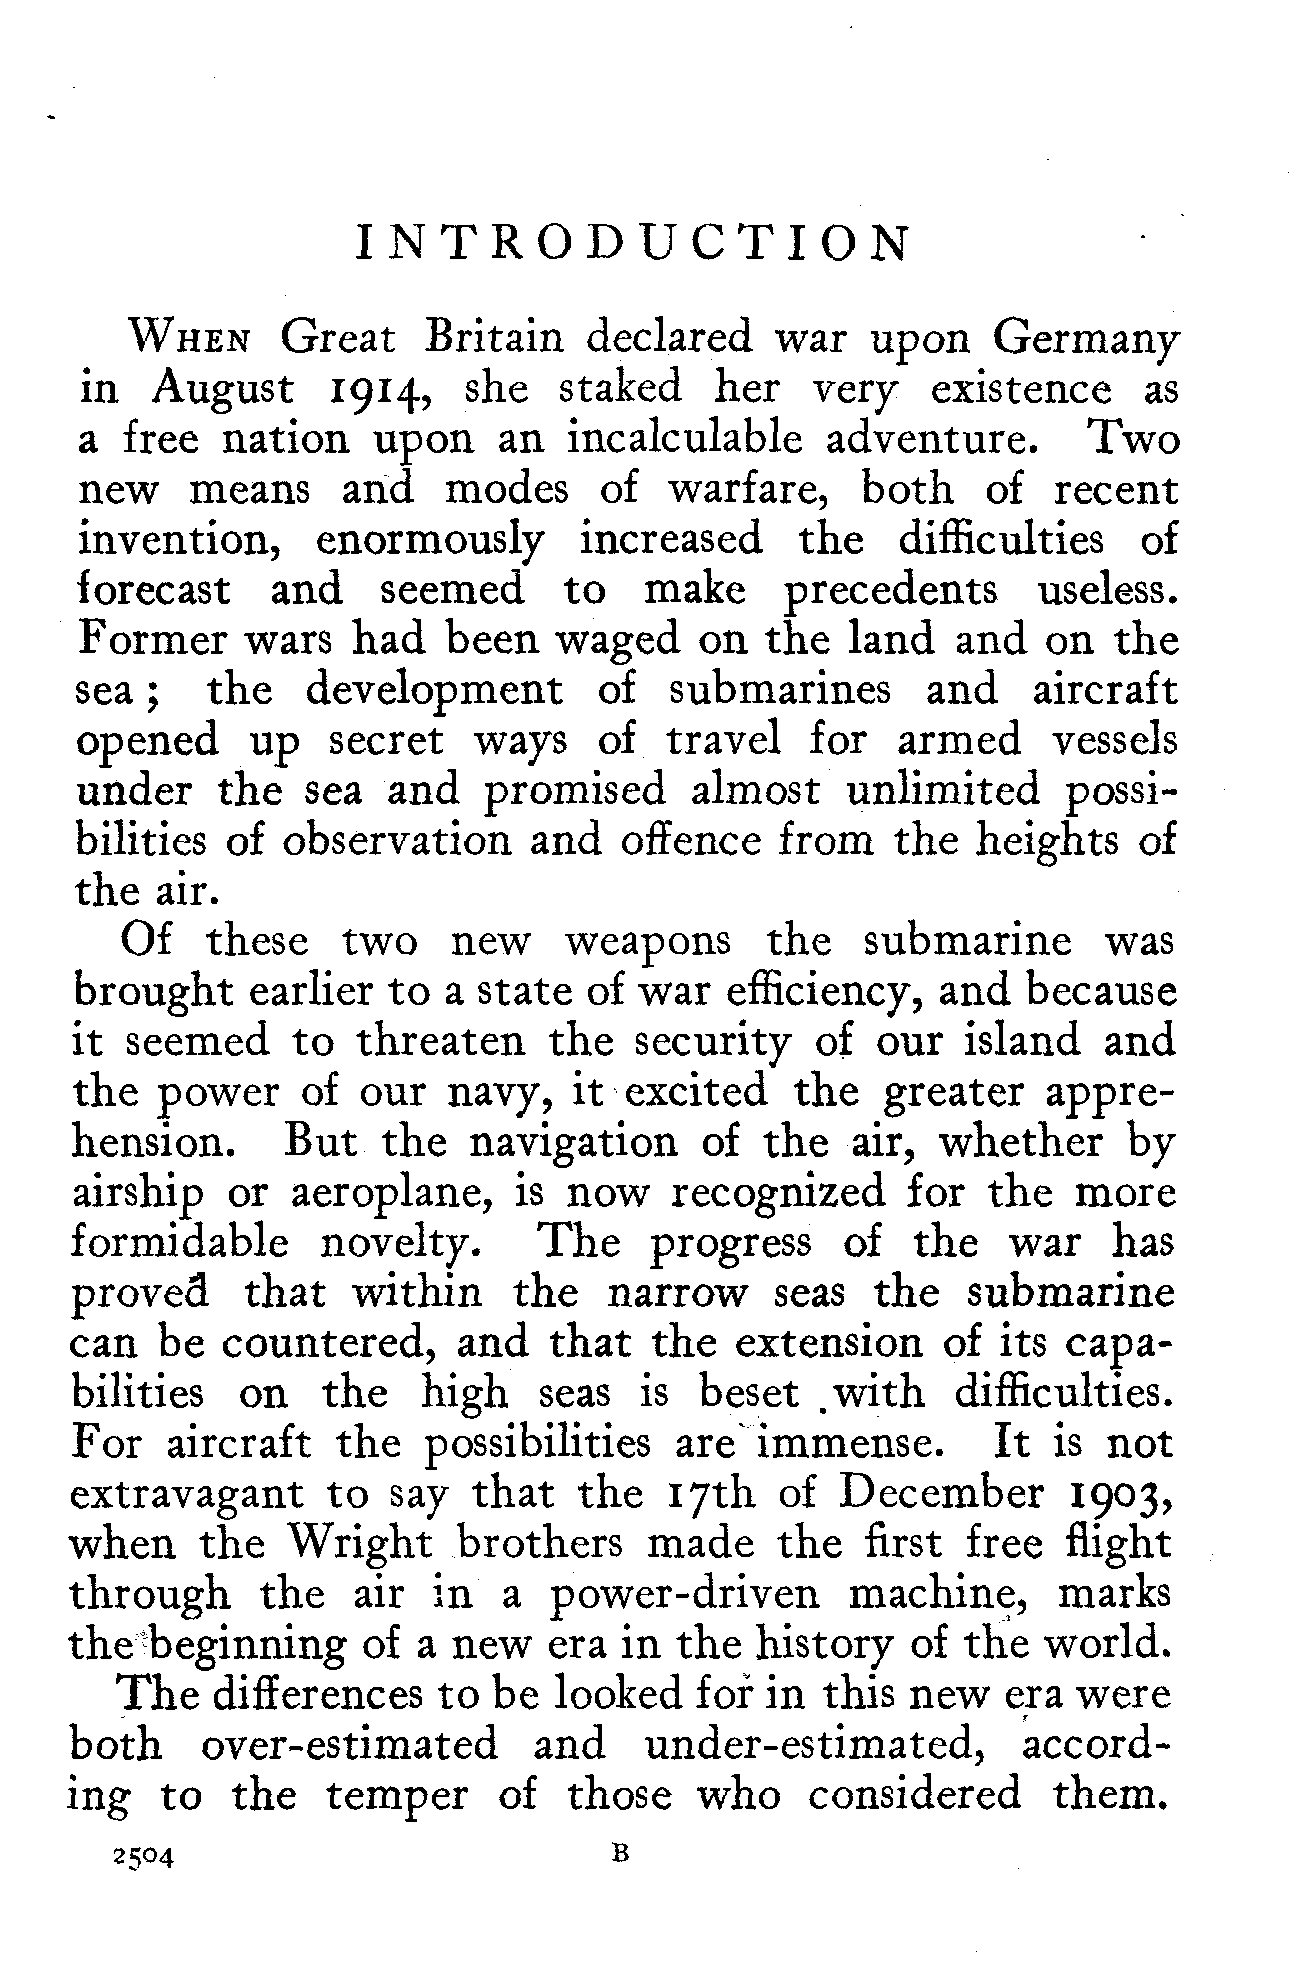 INTRODUCTION
WHEN Great Britain declared war upon Germany
in August 1914, she staked her very existence as
a free nation upon an incalculable adventure. Two
new means and modes of warfare, both of recent
invention, enormously increased the difficulties of
forecast and seemed to make precedents useless.
Former wars had been waged on the land and on the
sea ; the development of submarines and aircraft
opened up secret ways of travel for armed vessels
under the sea and promised almost unlimited possi-
bilities of observation and offence from the heights of
the air.
Of these two new weapons the submarine was
brought earlier to a state of war efficiency, and because
it seemed to threaten the security of our island and
the power of our navy, it excited the greater appre-
hension. But the navigation of the air, whether by
airship or aeroplane, is now recognized for the more
formidable novelty. The progress of the war has
proved that within the narrow seas the submarine
can be countered, and that the extension of its capa-
bilities on the high seas is beset with difficulties.
For aircraft the possibilities are immense. It is not
extravagant to say that the 17th of December 1903,
when the Wright brothers made the first free flight
through the air in a power-driven machine, marks
the beginning of a new era in the history of the world.
The differences to be looked for in this new era were
both over-estimated and under-estimated, accord-
ing to the temper of those who considered them.
2504 B